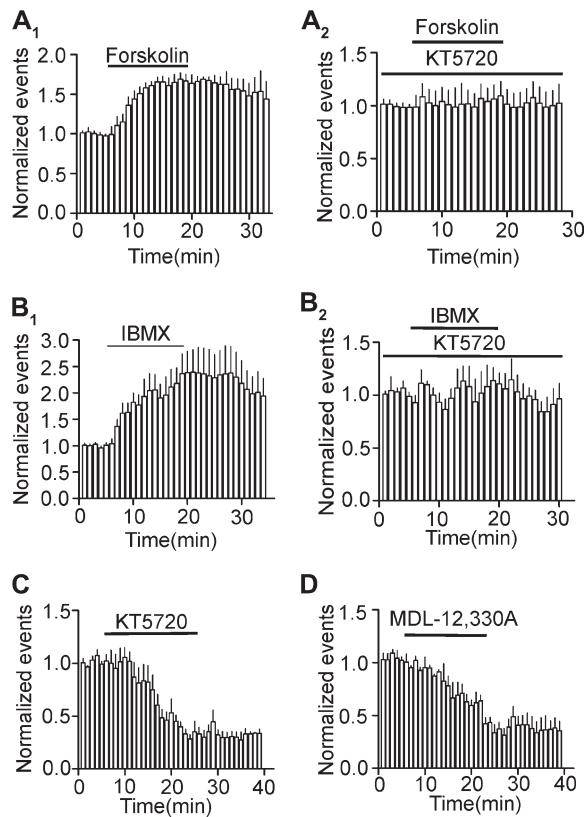 A1
Forskolin
Normalized events
2.0
1.5
1.0
0.5
0.0
0 10 20 30
Time(min)
A2
Forskolin
KT5720
Normalized events
1.5
1.0
0.5
0.0
0 10 20 30
Time(min)
B1
IBMX
Normalized events
3.0
2.5
2.0
1.5
1.0
0.5
0.0
0 10 20 30
Time(min)
B2
IBMX
KT5720
Normalized events
1.5
1.0
0.5
0.0
0 10 20 30
Time(min)
C
KT5720
Normalized events
1.5
1.0
0.5
0.0
0 10 20 30 40
Time(min)
D
MDL-12,330A
Normalized events
1.5
1.0
0.5
0.0
0 10 20 30 40
Time(min)